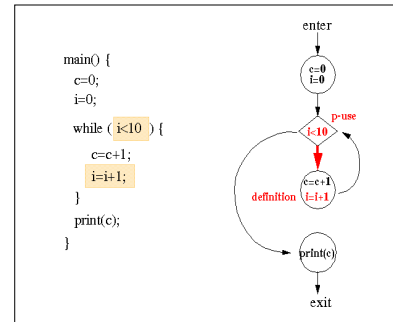 main() {
c=0;
i=0;
while ( i<10 ) {
c=c+1;
i=i+1;
}
print(c);
}
enter
c=0
i=0
p-use
i<10
definition
c=c+1
i=i+1
print(c)
exit